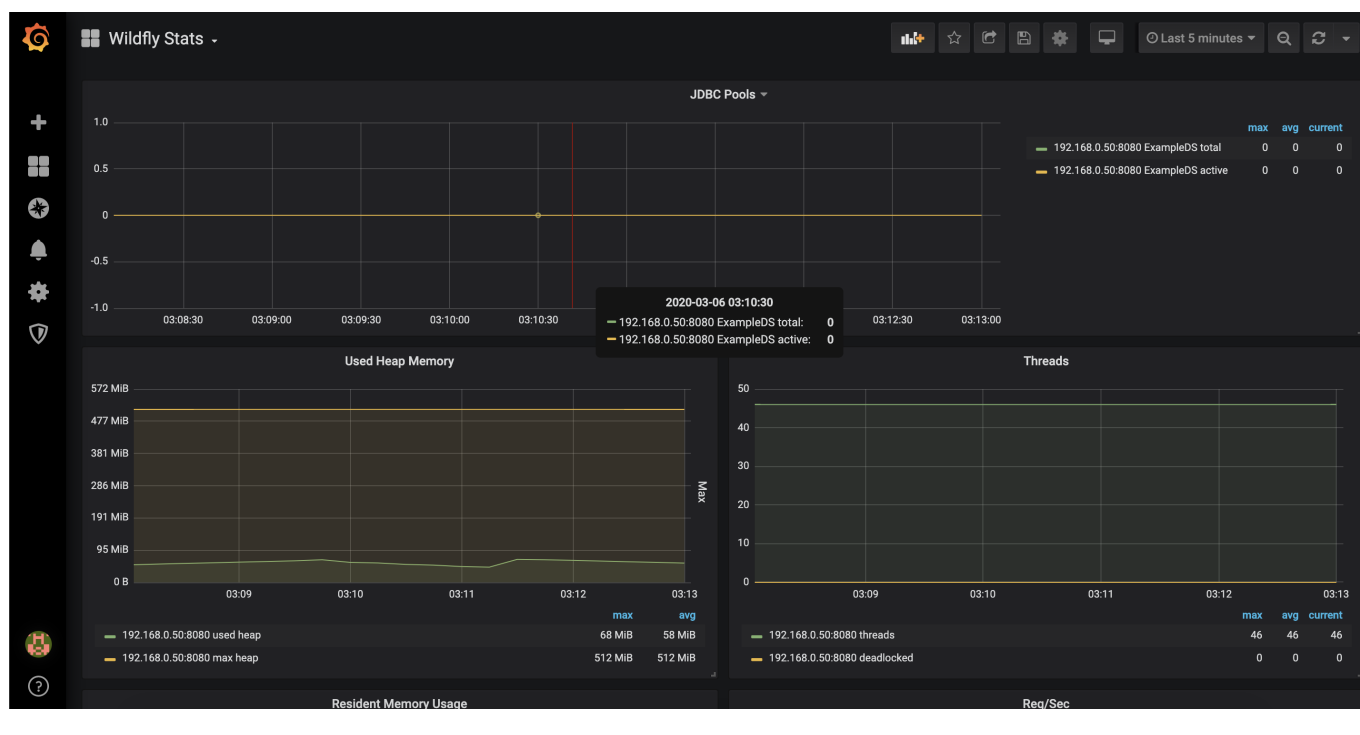 Wildfly Stats
Last 5 minutes
JDBC Pools
1.0
0.5
0
-0.5
-1.0
03:08:30 03:09:00 03:09:30 03:10:00 03:10:30 03:12:30 03:13:00
max avg current
192.168.0.50:8080 ExampleDS total 0 0 0
192.168.0.50:8080 ExampleDS active 0 0 0
2020-03-06 03:10:30
192.168.0.50:8080 ExampleDS total: 0
192.168.0.50:8080 ExampleDS active: 0
Used Heap Memory
572 MiB
477 MiB
381 MiB
286 MiB
191 MiB
95 MiB
0 B
Max
03:09 03:10 03:11 03:12 03:13
max avg
192.168.0.50:8080 used heap 68 MiB 58 MiB
192.168.0.50:8080 max heap 512 MiB 512 MiB
Threads
50
40
30
20
10
0
03:09 03:10 03:11 03:12 03:13
max avg current
192.168.0.50:8080 threads 46 46 46
192.168.0.50:8080 deadlocked 0 0 0
Resident Memory Usage
Req/Sec